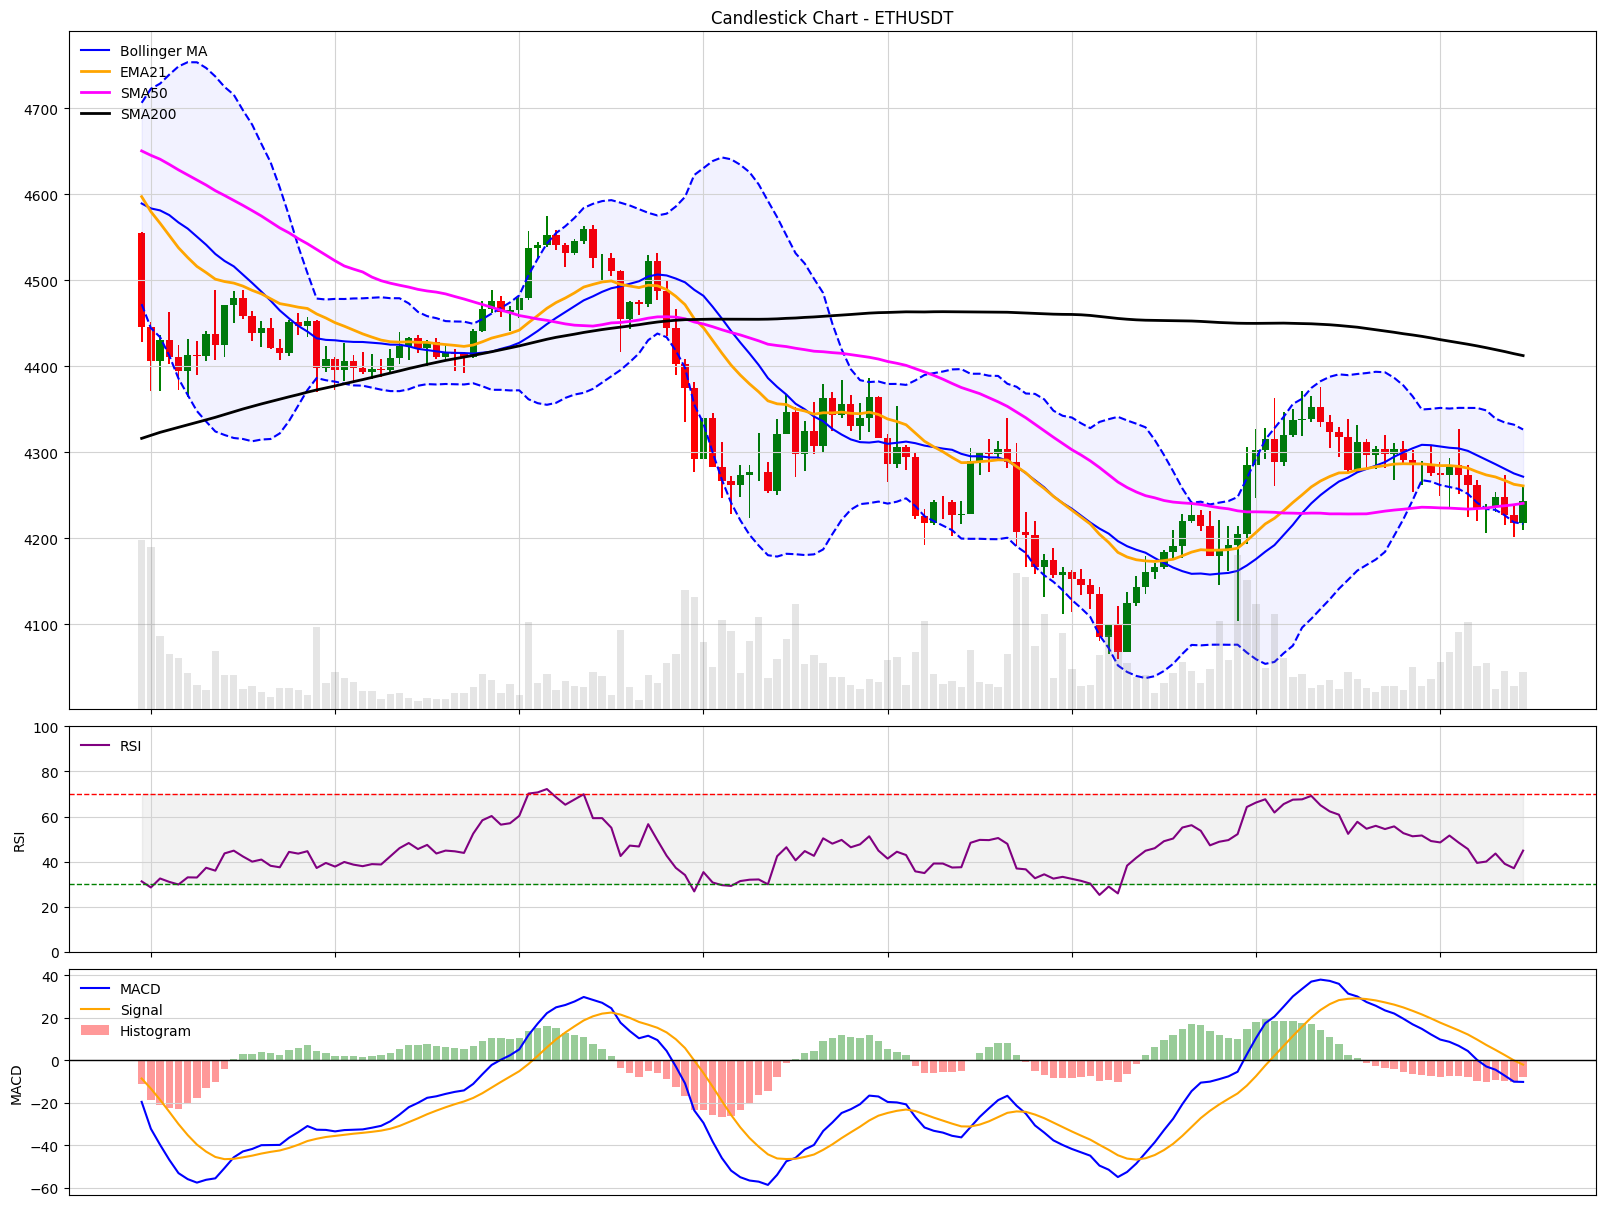 Candlestick Chart - ETHUSDT
Bollinger MA
EMA21
SMA50
SMA200
4700
4600
4500
4400
4300
4200
4100
RSI
100
80
60
40
20
0
RSI
MACD
Signal
Histogram
40
20
0
−20
−40
−60
MACD